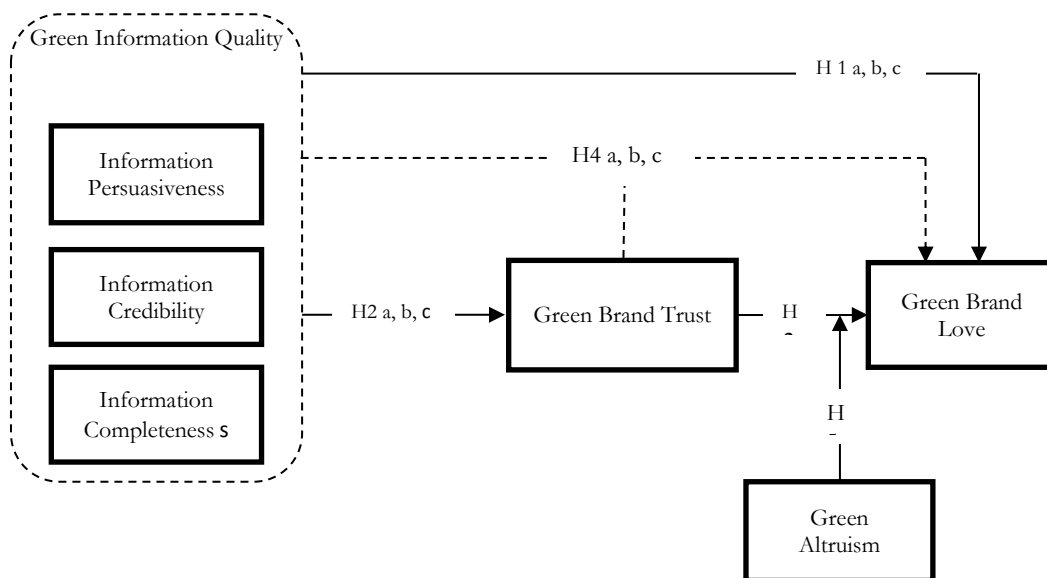 Green Information Quality
H 1 a, b, c
Information
Persuasiveness
H4 a, b, c
Information
Credibility
H2 a, b, c
Green Brand Trust
H
Green Brand
Love
Information
Completeness s
H
Green
Altruism